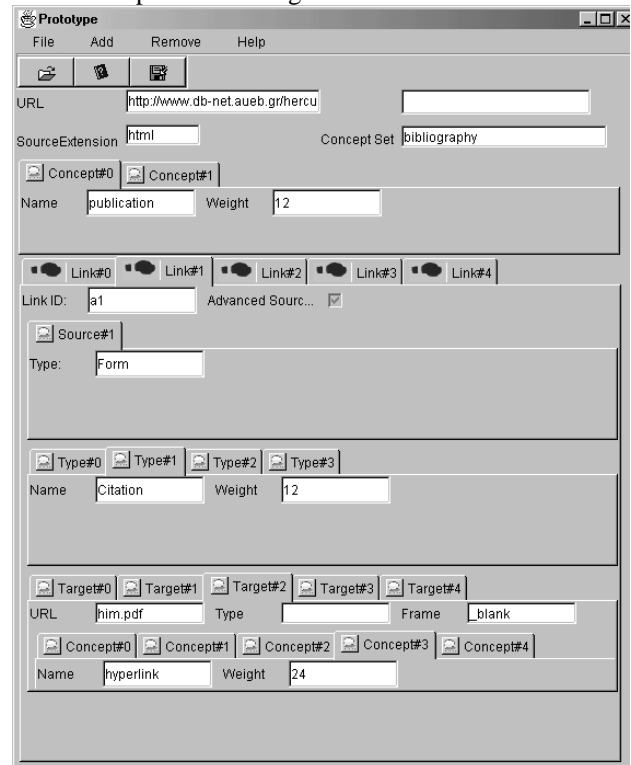 Prototype
File Add Remove Help
URL http://www.db-net.aueb.gr/hercu
SourceExtension html Concept Set bibliography
Concept#0 Concept#1
Name publication Weight 12
Link#0 Link#1 Link#2 Link#3 Link#4
Link ID: a1 Advanced Sourc...
Source#1
Type: Form
Type#0 Type#1 Type#2 Type#3
Name Citation Weight 12
Target#0 Target#1 Target#2 Target#3 Target#4
URL him.pdf Type Frame _blank
Concept#0 Concept#1 Concept#2 Concept#3 Concept#4
Name hyperlink Weight 24